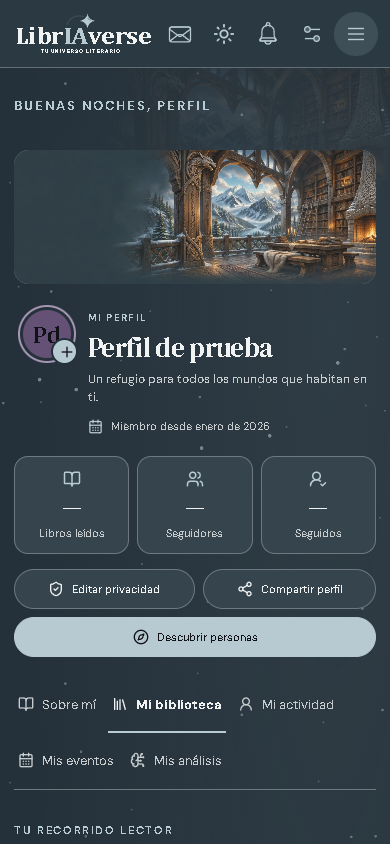 LibrIAverse
TU UNIVERSO LITERARIO
BUENAS NOCHES, PERFIL
Pd
MI PERFIL
Perfil de prueba
Un refugio para todos los mundos que habitan en
ti.
Miembro desde enero de 2026
Libros leídos
Seguidores
Seguidos
Editar privacidad
Compartir perfil
Descubrir personas
Sobre mí
Mi biblioteca
Mi actividad
Mis eventos
Mis análisis
TU RECORRIDO LECTOR